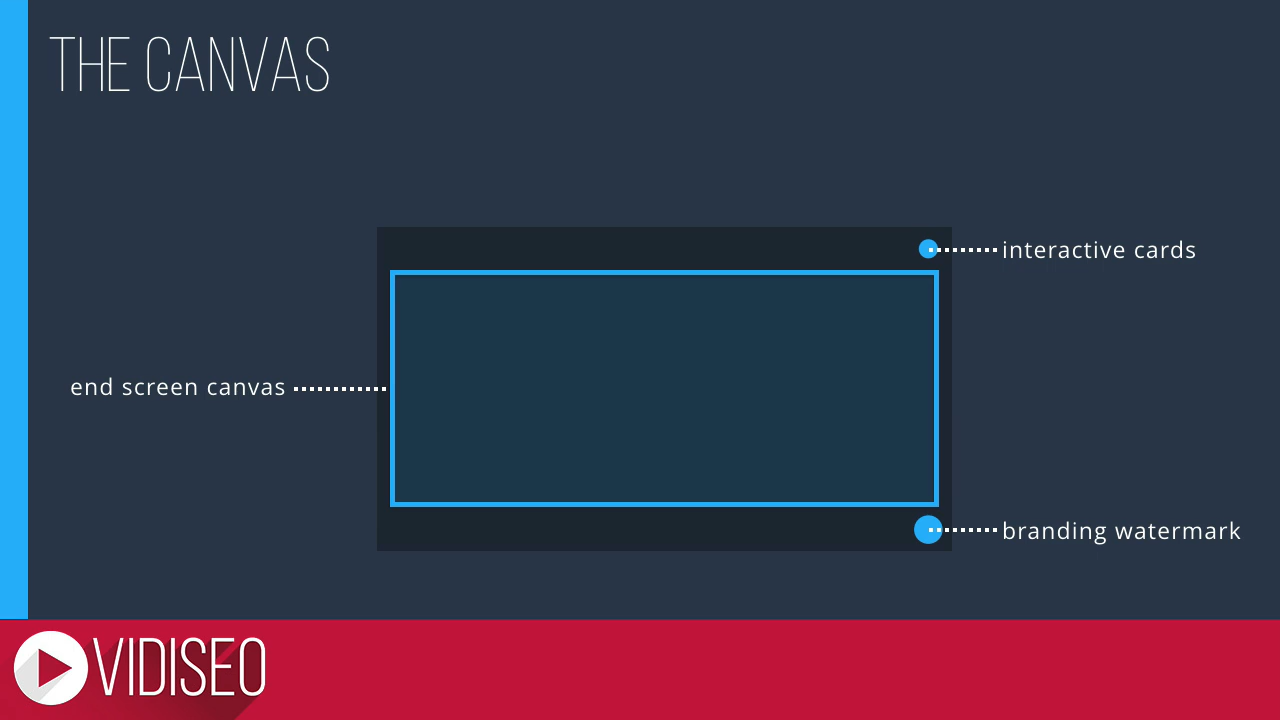 THE CANVAS
interactive cards
end screen canvas
branding watermark
VIDISEO